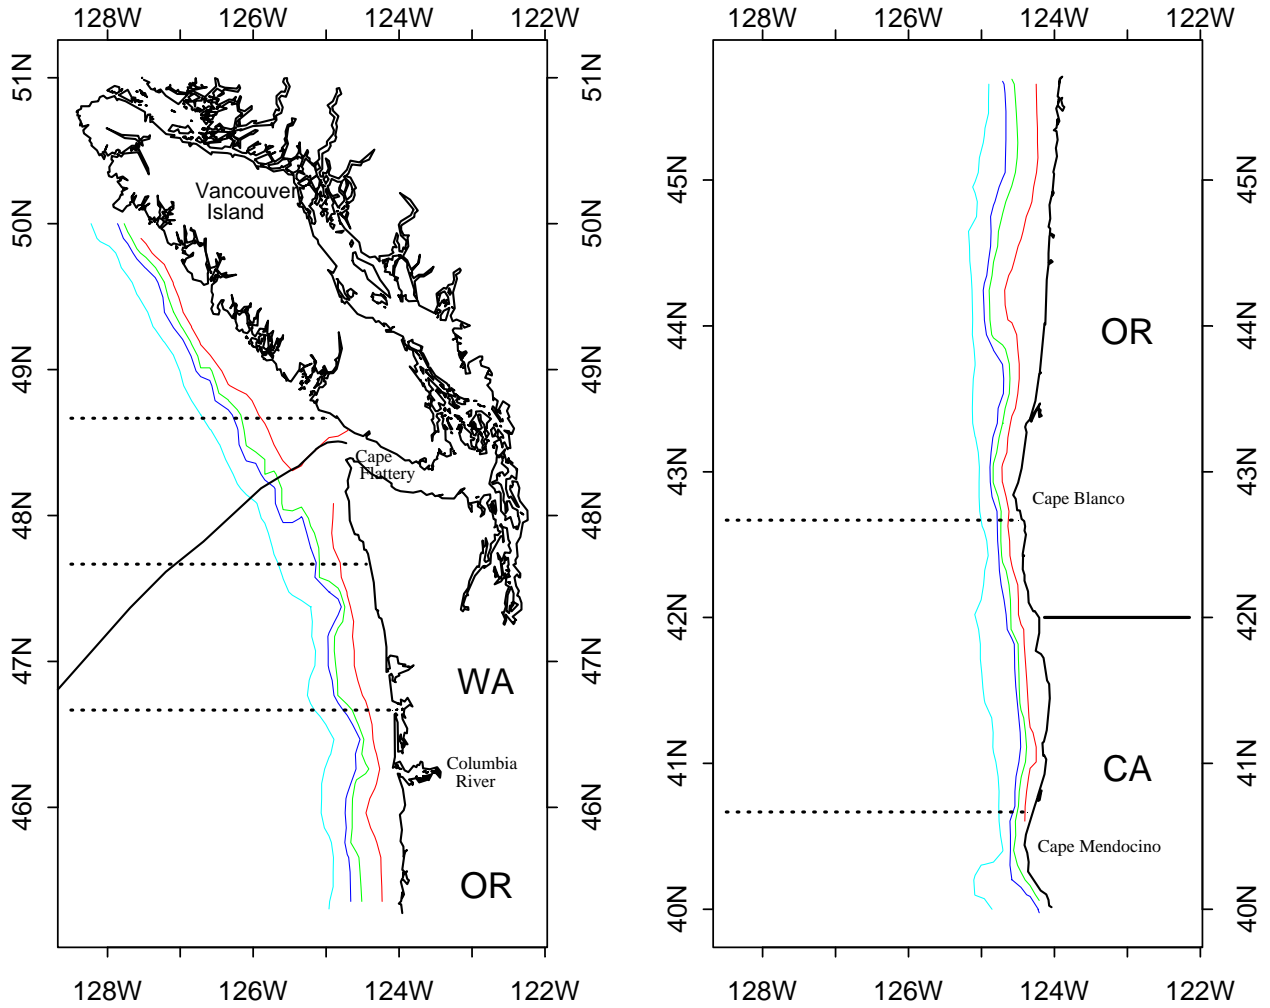 128W 126W 124W 122W
51N
50N
49N
48N
47N
46N
51N
50N
49N
48N
47N
46N
Vancouver
Island
Cape
Flattery
WA
Columbia
River
OR
128W 126W 124W 122W
128W 126W 124W 122W
45N
44N
43N
42N
41N
40N
45N
44N
43N
42N
41N
40N
OR
Cape Blanco
CA
Cape Mendocino
128W 126W 124W 122W